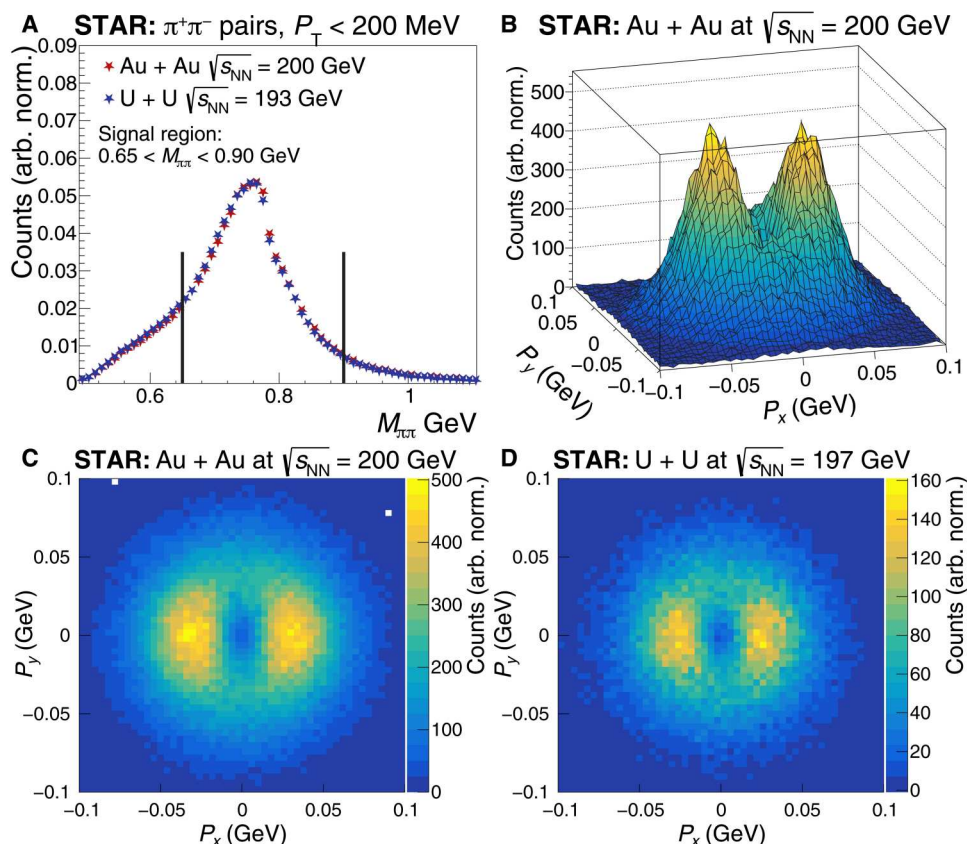 A STAR: π⁺π⁻ pairs, P_T < 200 MeV
Counts (arb. norm.)
0.09
0.08
0.07
0.06
0.05
0.04
0.03
0.02
0.01
0
Au + Au √s_NN = 200 GeV
U + U √s_NN = 193 GeV
Signal region:
0.65 < M_ππ < 0.90 GeV
0.6 0.8 1
M_ππ GeV
B STAR: Au + Au at √s_NN = 200 GeV
Counts (arb. norm.)
500
400
300
200
100
0
0.1
0.05
0
−0.05
−0.1
P_y (GeV)
−0.1 −0.05 0 0.05 0.1
P_x (GeV)
C STAR: Au + Au at √s_NN = 200 GeV
P_y (GeV)
0.1
0.05
0
−0.05
−0.1
−0.1 −0.05 0 0.05 0.1
P_x (GeV)
500
400
300
200
100
0
Counts (arb. norm.)
D STAR: U + U at √s_NN = 197 GeV
P_y (GeV)
0.1
0.05
0
−0.05
−0.1
−0.1 −0.05 0 0.05 0.1
P_x (GeV)
160
140
120
100
80
60
40
20
0
Counts (arb. norm.)